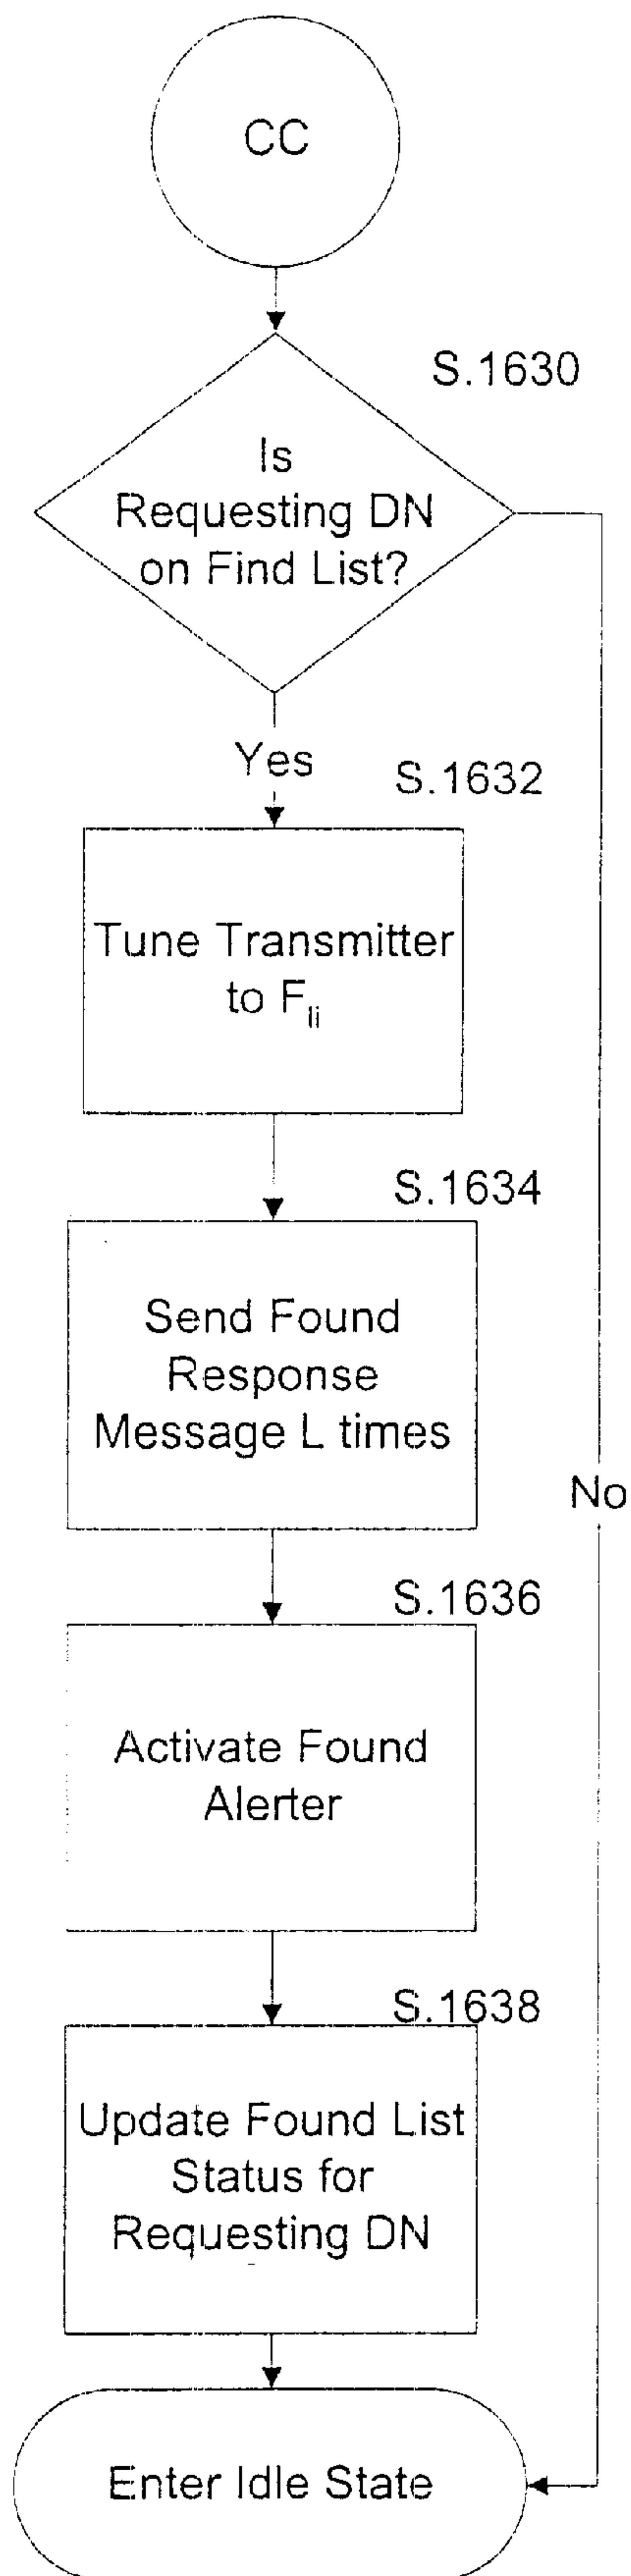 CC
S.1630
Is
Requesting DN
on Find List?
Yes
S.1632
Tune Transmitter
to Fli
S.1634
Send Found
Response
Message L times
No
S.1636
Activate Found
Alerter
S.1638
Update Found List
Status for
Requesting DN
Enter Idle State